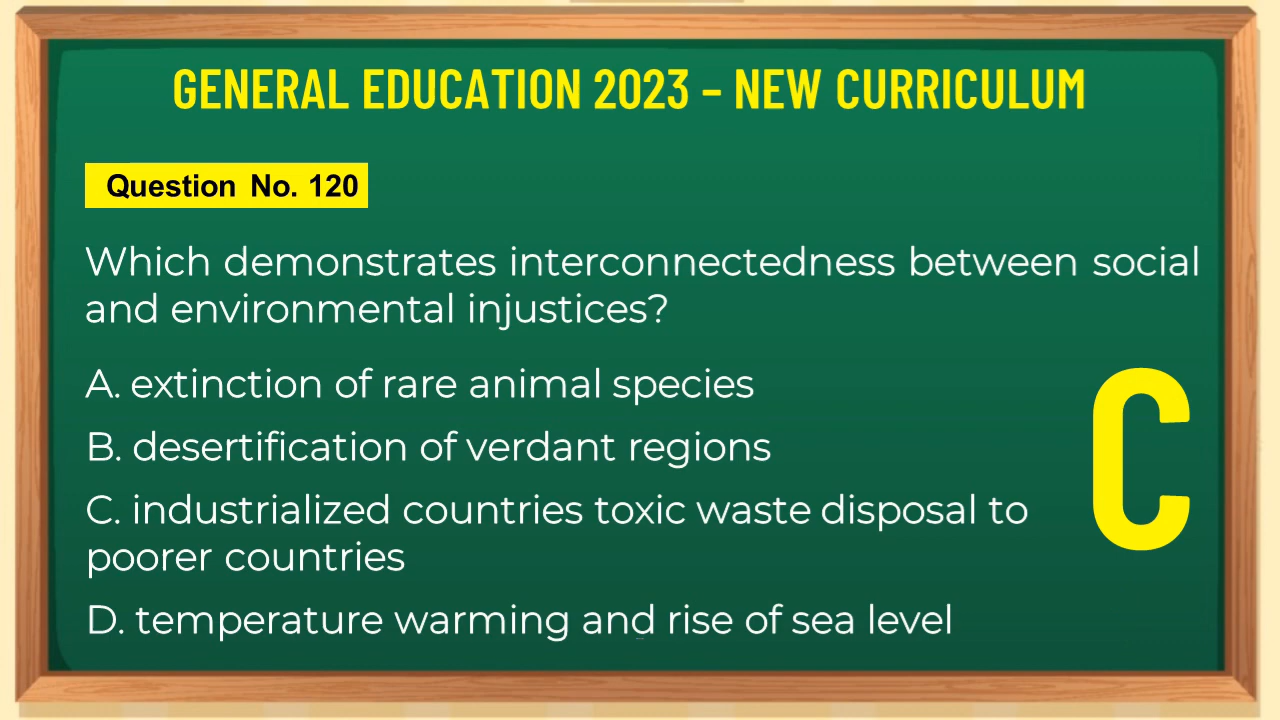 GENERAL EDUCATION 2023 – NEW CURRICULUM
Question No. 120
Which demonstrates interconnectedness between social
and environmental injustices?
A. extinction of rare animal species
B. desertification of verdant regions
C. industrialized countries toxic waste disposal to
poorer countries
D. temperature warming and rise of sea level
C